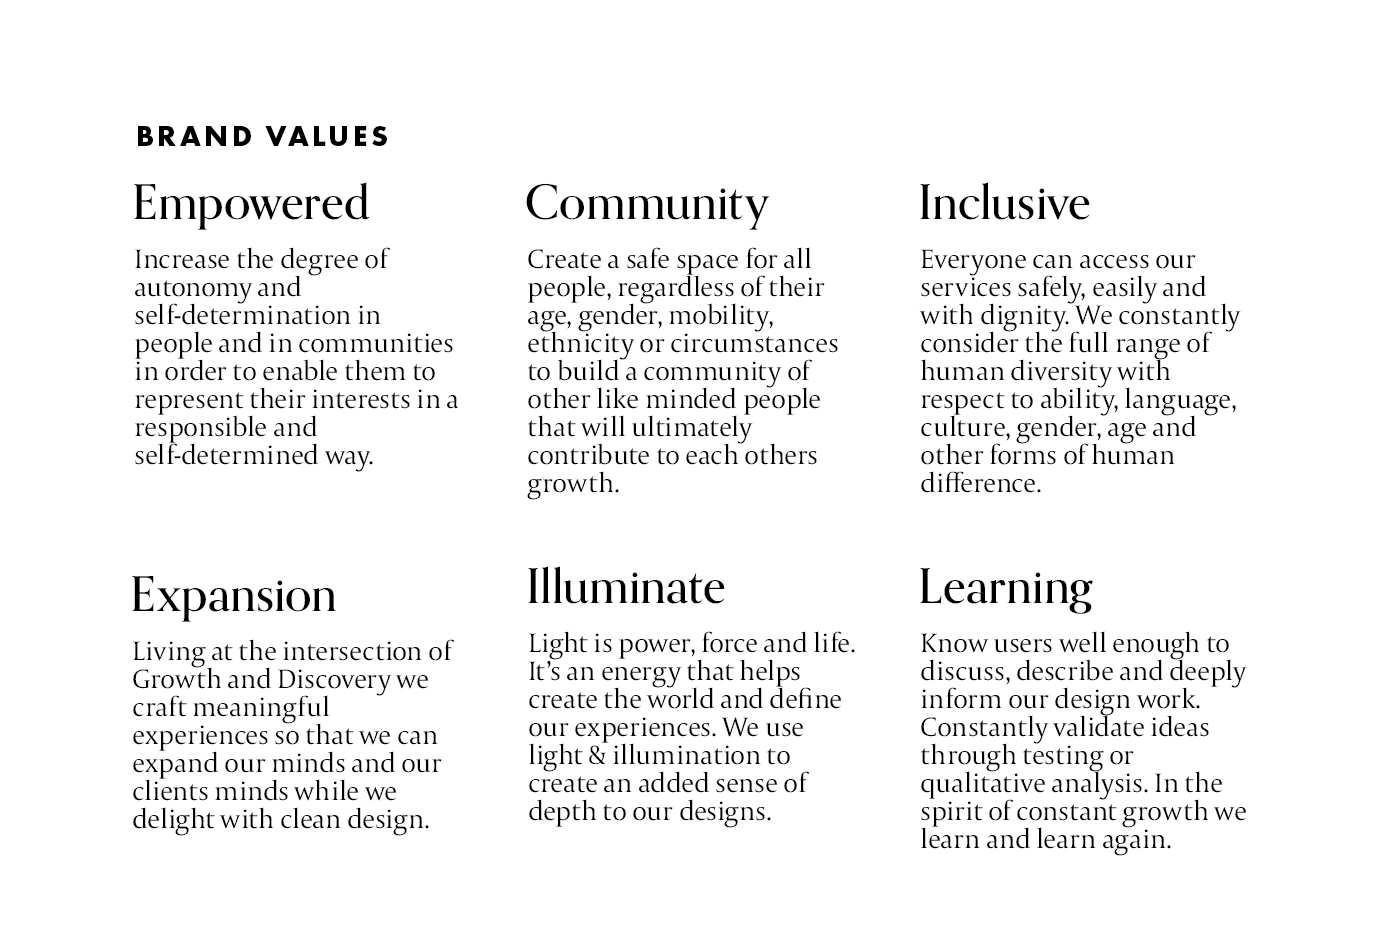 BRAND VALUES
Empowered
Increase the degree of
autonomy and
self-determination in
people and in communities
in order to enable them to
represent their interests in a
responsible and
self-determined way.
Community
Create a safe space for all
people, regardless of their
age, gender, mobility,
ethnicity or circumstances
to build a community of
other like minded people
that will ultimately
contribute to each others
growth.
Inclusive
Everyone can access our
services safely, easily and
with dignity. We constantly
consider the full range of
human diversity with
respect to ability, language,
culture, gender, age and
other forms of human
difference.
Expansion
Living at the intersection of
Growth and Discovery we
craft meaningful
experiences so that we can
expand our minds and our
clients minds while we
delight with clean design.
Illuminate
Light is power, force and life.
It’s an energy that helps
create the world and define
our experiences. We use
light & illumination to
create an added sense of
depth to our designs.
Learning
Know users well enough to
discuss, describe and deeply
inform our design work.
Constantly validate ideas
through testing or
qualitative analysis. In the
spirit of constant growth we
learn and learn again.